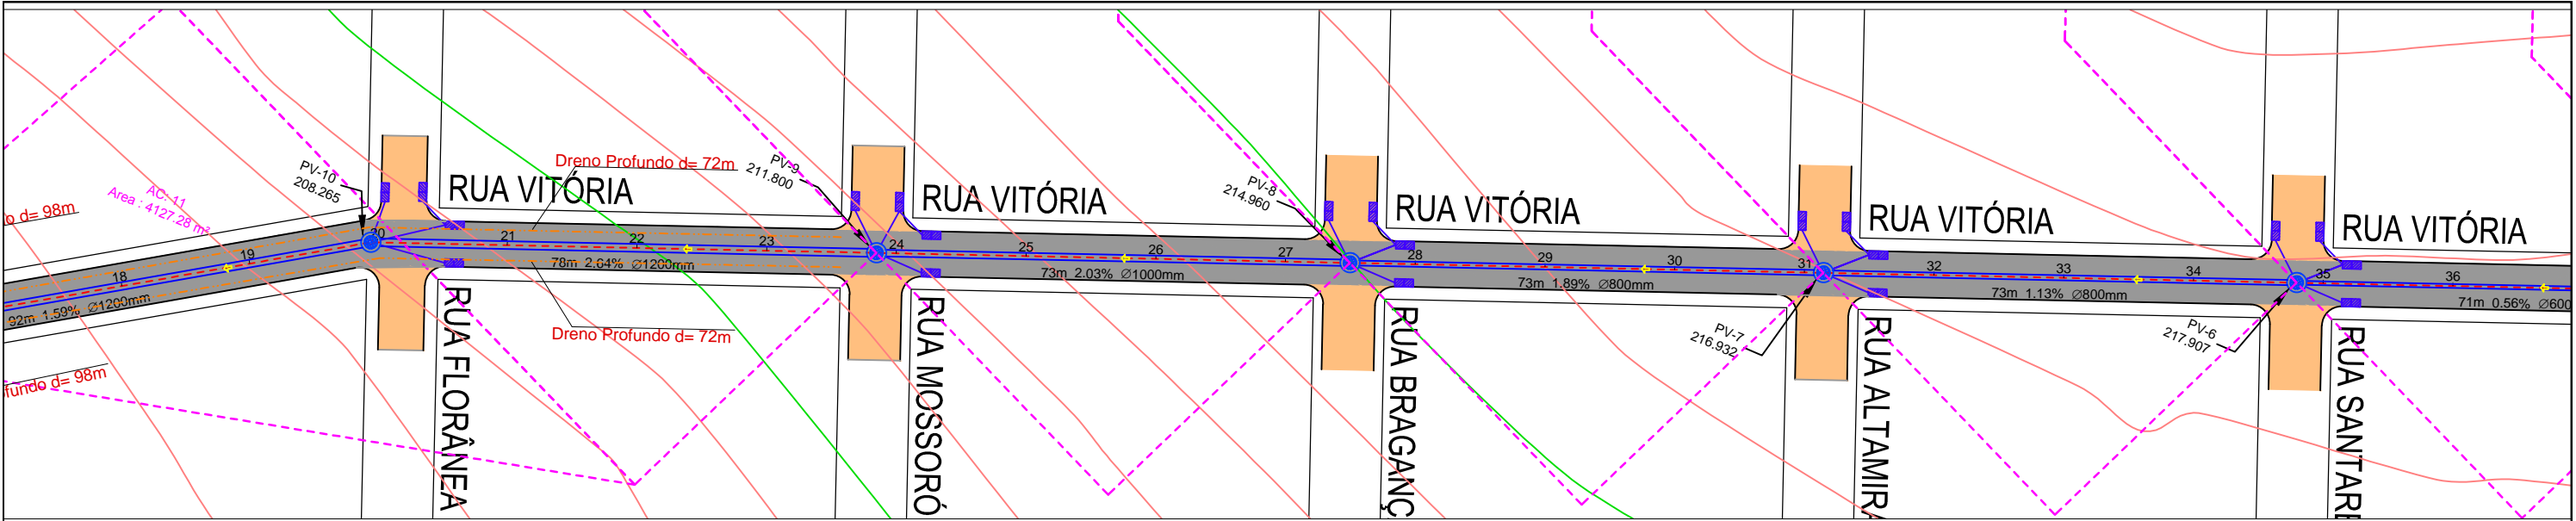 Dreno Profundo d= 72m
PV-10
208.265
PV-9
211.800
PV-8
214.960
AC: 11
Area : 4127.28 m²
d= 98m
RUA VITÓRIA
RUA VITÓRIA
RUA VITÓRIA
RUA VITÓRIA
RUA VITÓRIA
18
19
20
21
22
23
24
25
26
27
28
29
30
31
32
33
34
35
36
92m 1.59% Ø1200mm
78m 2.64% Ø1200mm
73m 2.03% Ø1000mm
73m 1.89% Ø800mm
73m 1.13% Ø800mm
71m 0.56% Ø600
Dreno Profundo d= 72m
PV-7
216.932
PV-6
217.907
fundo d= 98m
RUA FLORÂNFA
RUA MOSSORÓ
RUA BRAGANÇ
RUA ALTAMIRA
RUA SANTARE